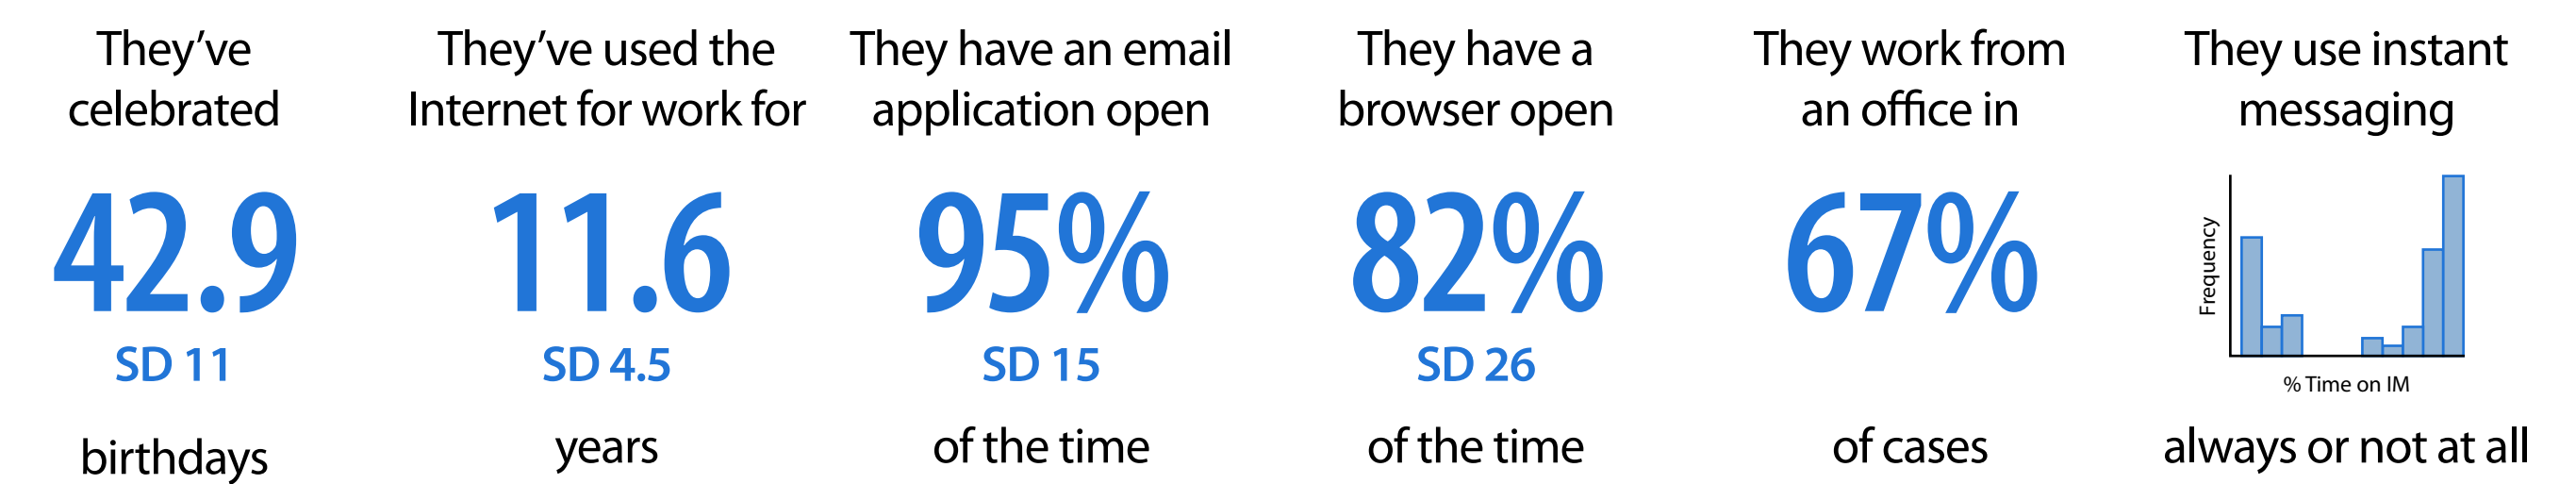 They’ve
celebrated
42.9
SD 11
birthdays
They’ve used the
Internet for work for
11.6
SD 4.5
years
They have an email
application open
95%
SD 15
of the time
They have a
browser open
82%
SD 26
of the time
They work from
an office in
67%
of cases
They use instant
messaging
Frequency
% Time on IM
always or not at all